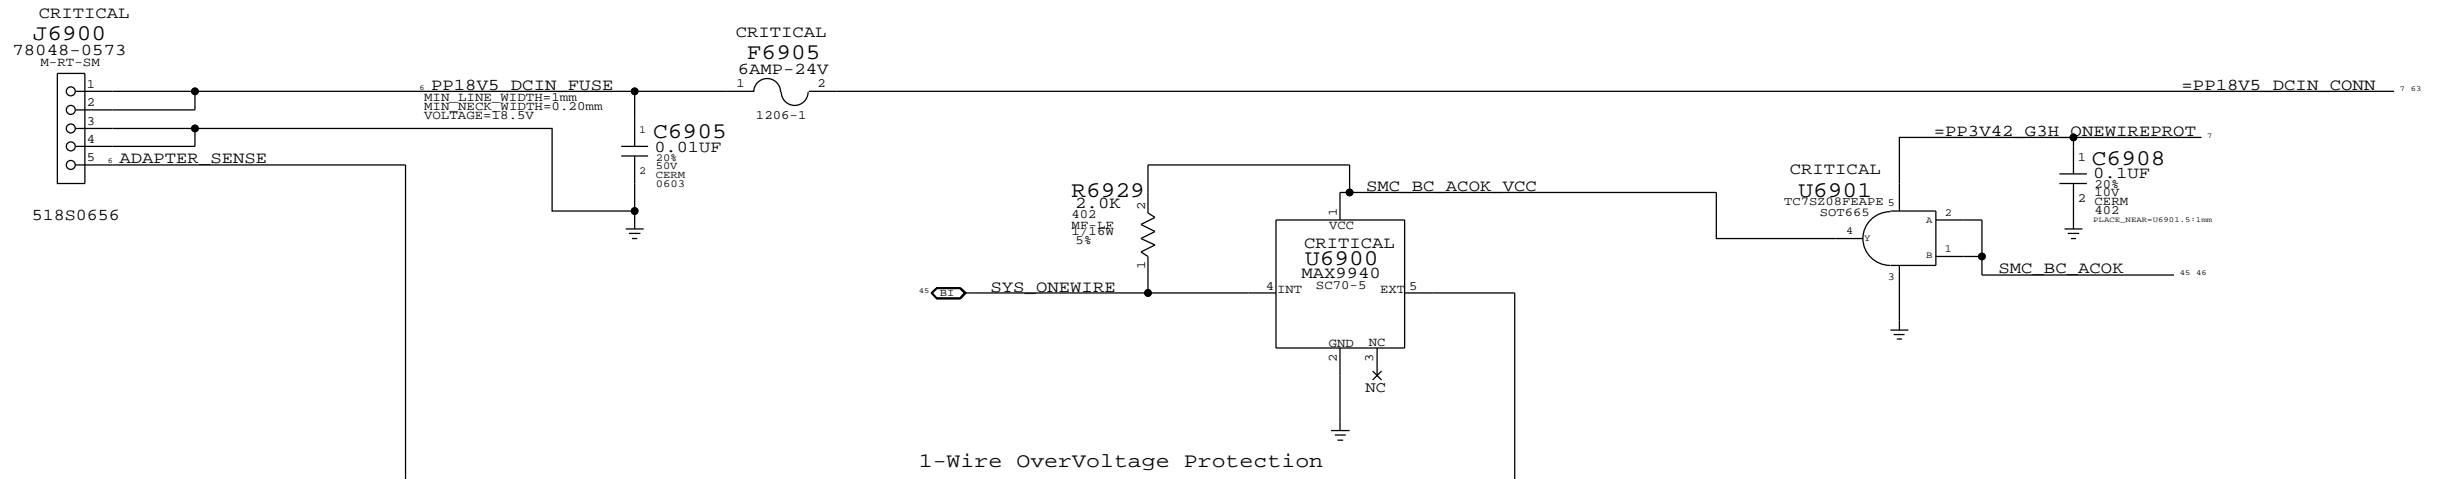 CRITICAL
J6900
78048-0573
M-RT-SM
1
2
3
4
5
6 ADAPTER_SENSE
518S0656
6 PP18V5_DCIN_FUSE
MIN_LINE_WIDTH=1mm
MIN_NECK_WIDTH=0.20mm
VOLTAGE=18.5V
1
2
C6905
0.01UF
20%
50V
CERM
0603
CRITICAL
F6905
6AMP-24V
1
2
1206-1
=PP18V5_DCIN_CONN 7 63
R6929
2.0K
402
MF-LF
1/16W
5%
2
1
45 BI SYS_ONEWIRE
SMC_BC_ACOK_VCC
1
VCC
CRITICAL
U6900
MAX9940
SC70-5
4 INT
EXT 5
GND NC
2
3
NC
1-Wire OverVoltage Protection
=PP3V42_G3H_ONEWIREPROT 7
CRITICAL
U6901
TC7SZ08FEAPE
SOT665
5
4
Y
A 2
B 1
3
1
2
C6908
0.1UF
20%
10V
CERM
402
PLACE_NEAR=U6901.5:1mm
SMC_BC_ACOK 45 46